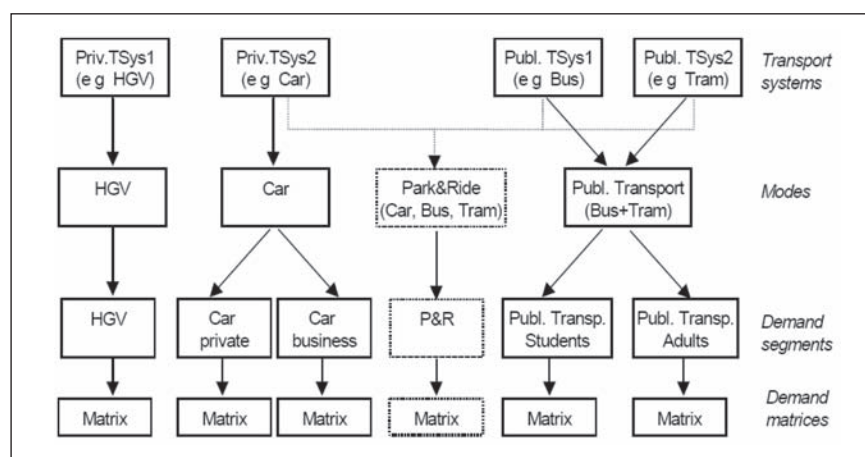 Priv.TSys1
(e g HGV)
Priv.TSys2
(e g Car)
Publ. TSys1
(e g Bus)
Publ. TSys2
(e g Tram)
Transport
systems
HGV
Car
Park&Ride
(Car, Bus, Tram)
Publ. Transport
(Bus+Tram)
Modes
HGV
Car
private
Car
business
P&R
Publ. Transp.
Students
Publ. Transp.
Adults
Demand
segments
Matrix
Matrix
Matrix
Matrix
Matrix
Matrix
Demand
matrices